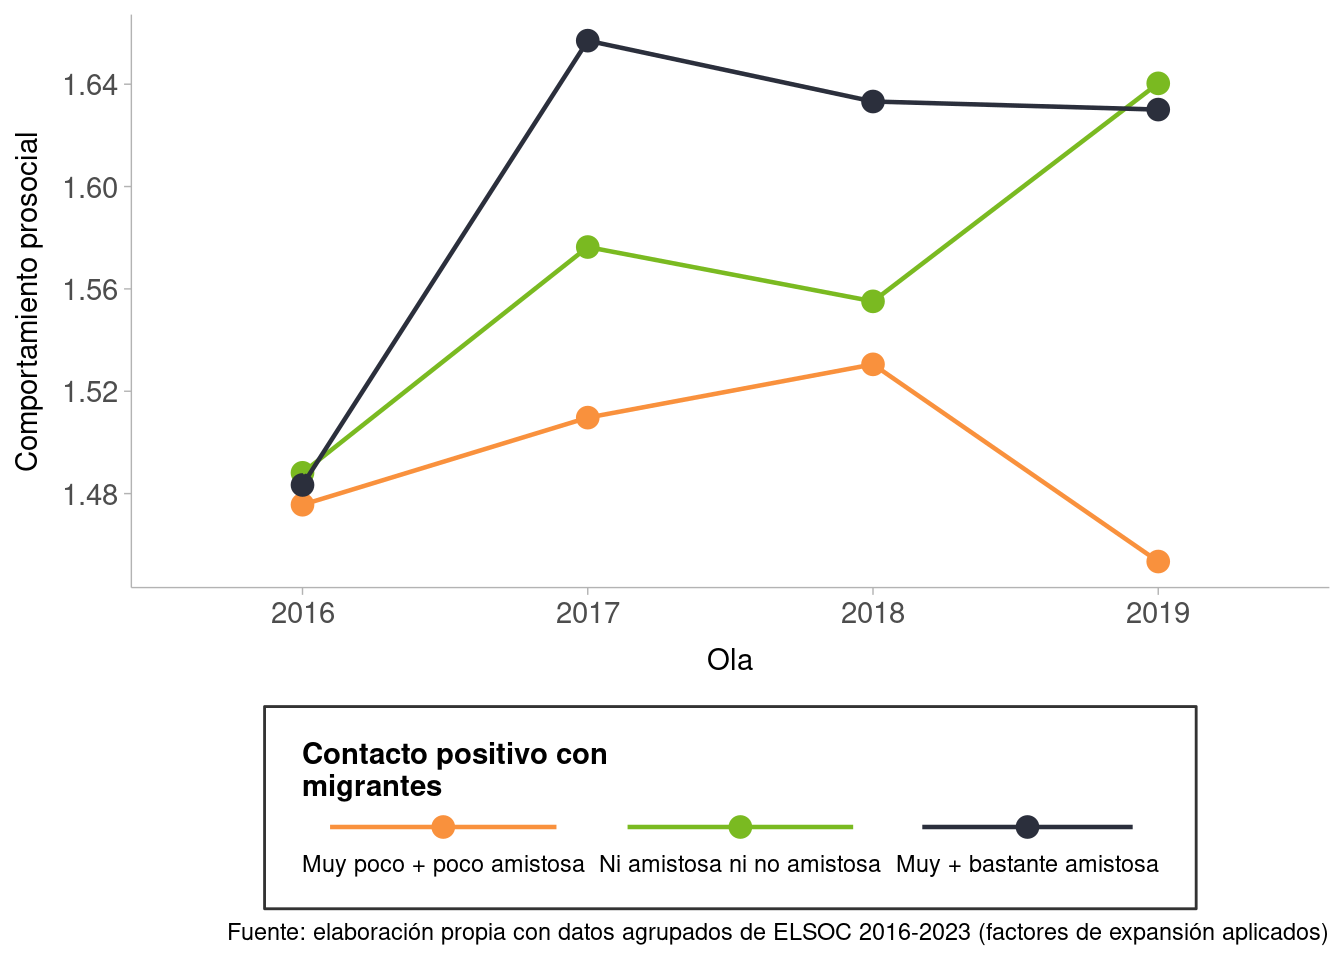 Comportamiento prosocial
1.64
1.60
1.56
1.52
1.48
2016 2017 2018 2019
Ola
Contacto positivo con
migrantes
Muy poco + poco amistosa Ni amistosa ni no amistosa Muy + bastante amistosa
Fuente: elaboración propia con datos agrupados de ELSOC 2016-2023 (factores de expansión aplicados)